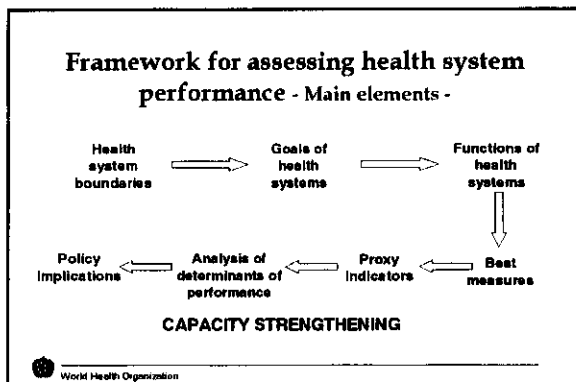 Framework for assessing health system
performance - Main elements -
Health
system
boundaries
Goals of
health
systems
Functions of
health
systems
Policy
Implications
Analysis of
determinants of
performance
Proxy
Indicators
Best
measures
CAPACITY STRENGTHENING
World Health Organization